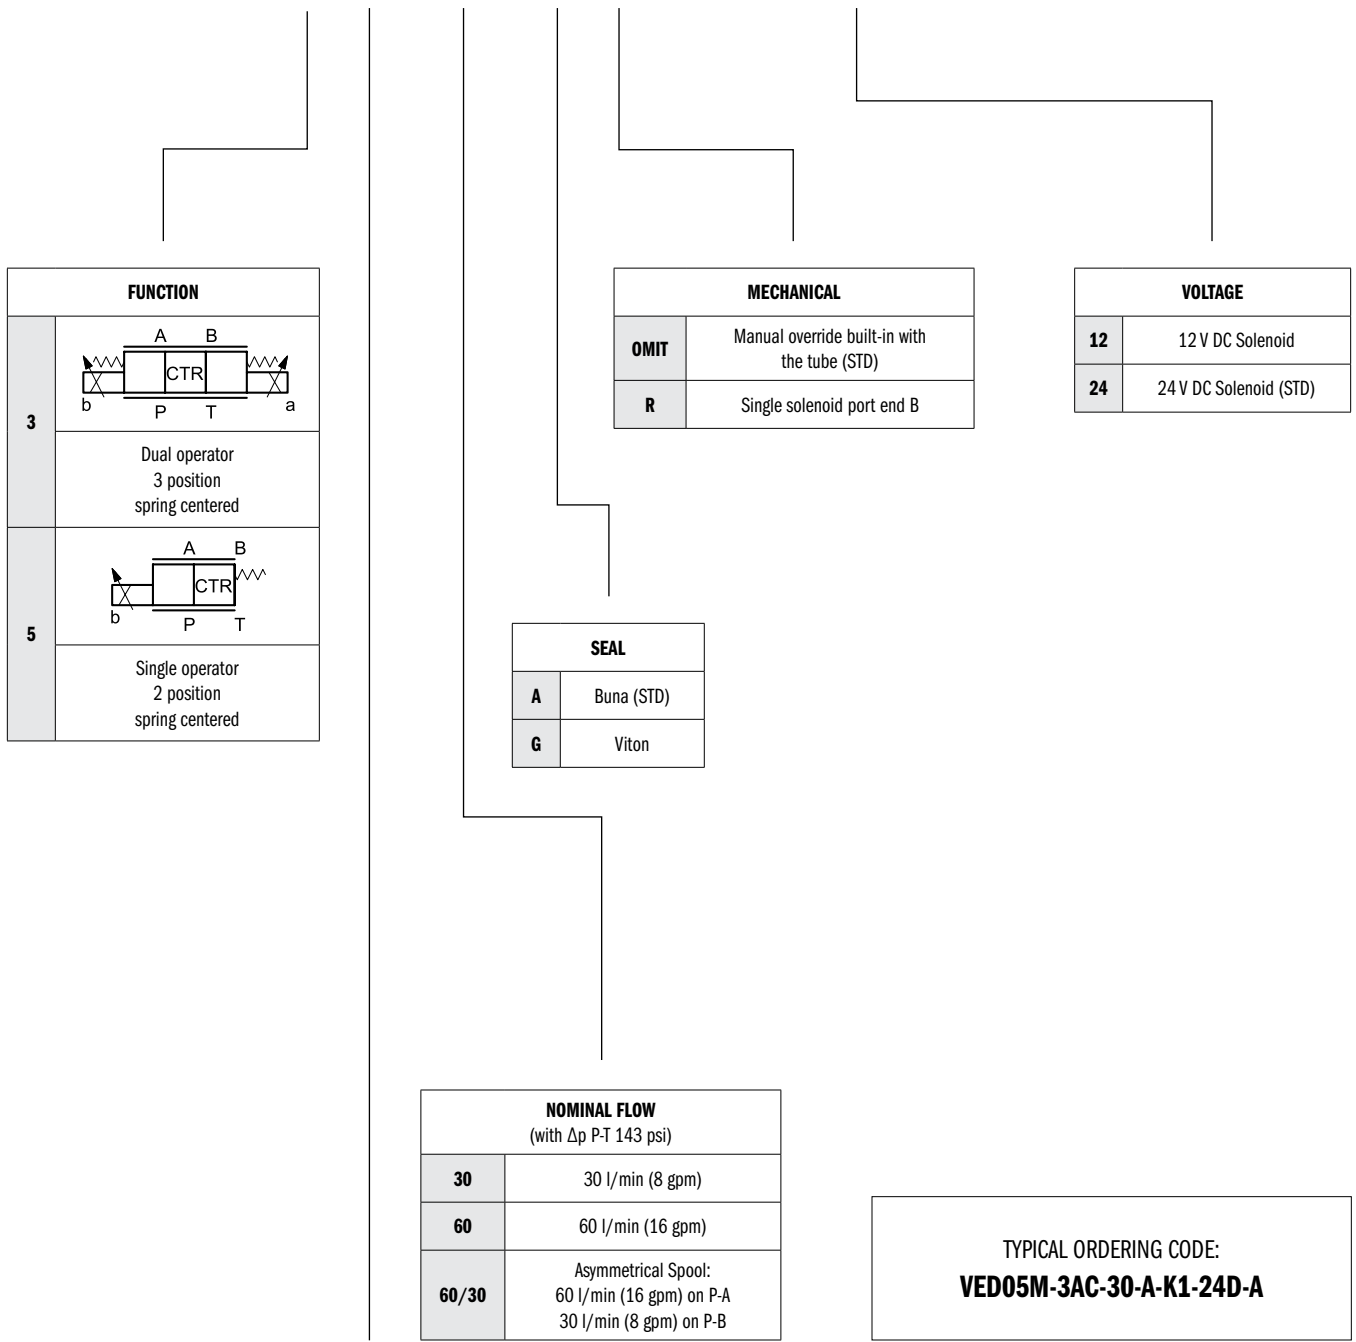 FUNCTION
3
A B
CTR
b a
P T
Dual operator
3 position
spring centered
5
A B
CTR
b
P T
Single operator
2 position
spring centered
MECHANICAL
OMIT
Manual override built-in with
the tube (STD)
R
Single solenoid port end B
VOLTAGE
12
12 V DC Solenoid
24
24 V DC Solenoid (STD)
SEAL
A
Buna (STD)
G
Viton
NOMINAL FLOW
(with Δp P-T 143 psi)
30
30 l/min (8 gpm)
60
60 l/min (16 gpm)
60/30
Asymmetrical Spool:
60 l/min (16 gpm) on P-A
30 l/min (8 gpm) on P-B
TYPICAL ORDERING CODE:
VED05M-3AC-30-A-K1-24D-A